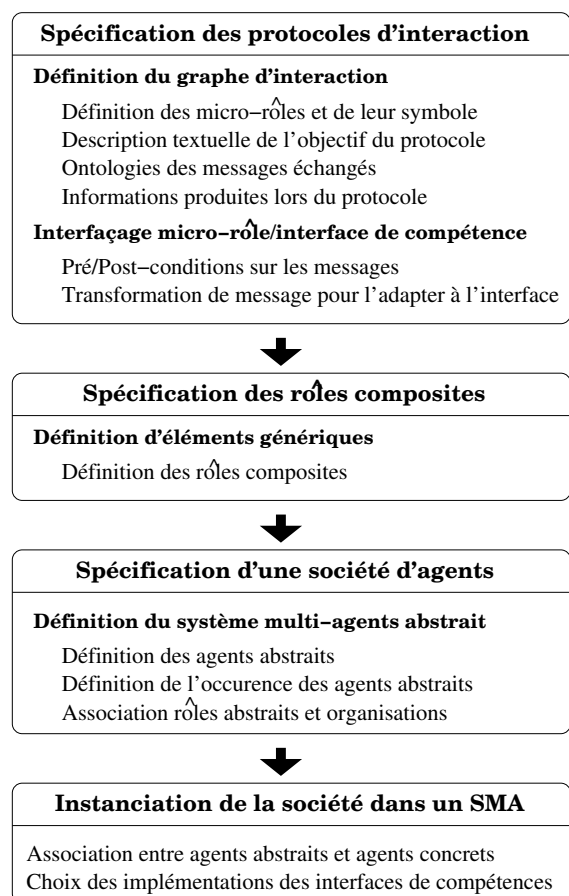 Spécification des protocoles d'interaction
Définition du graphe d'interaction
Définition des micro−rôles et de leur symbole
Description textuelle de l'objectif du protocole
Ontologies des messages échangés
Informations produites lors du protocole
Interfaçage micro−rôle/interface de compétence
Pré/Post−conditions sur les messages
Transformation de message pour l'adapter à l'interface
Spécification des rôles composites
Définition d'éléments génériques
Définition des rôles composites
Spécification d'une société d'agents
Définition du système multi−agents abstrait
Définition des agents abstraits
Définition de l'occurence des agents abstraits
Association rôles abstraits et organisations
Instanciation de la société dans un SMA
Association entre agents abstraits et agents concrets
Choix des implémentations des interfaces de compétences